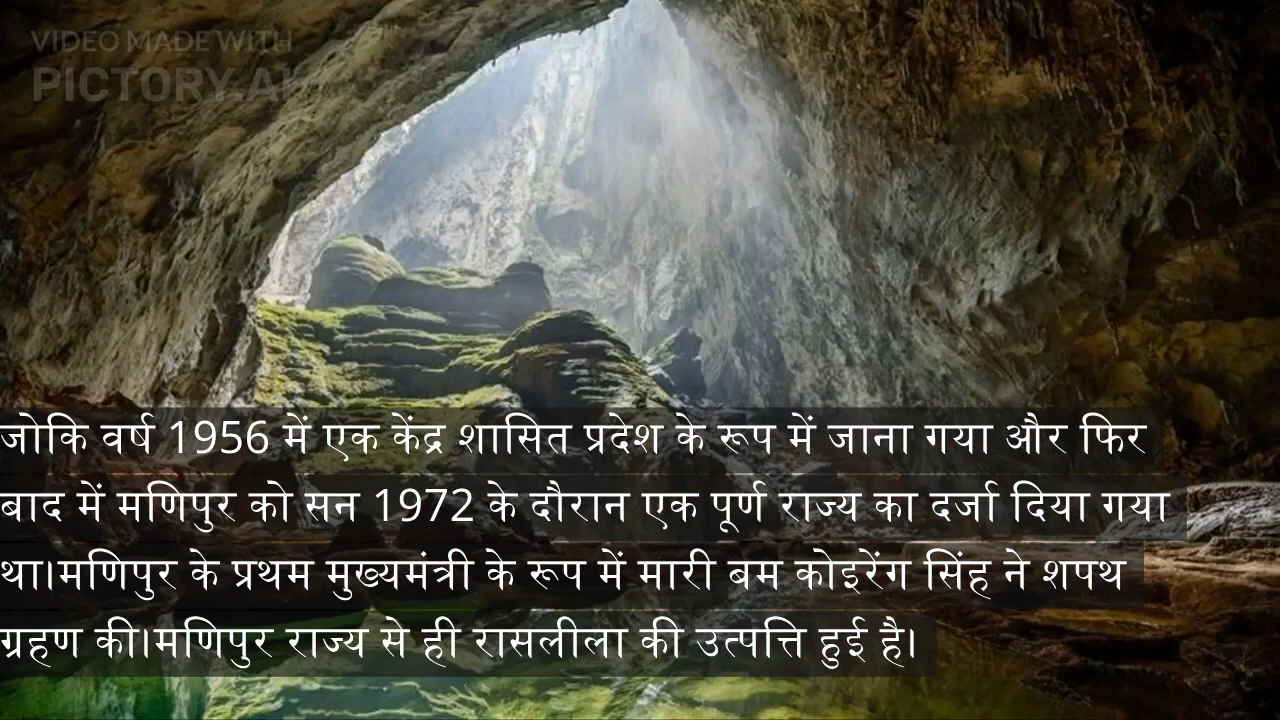 VIDEO MADE WITH
PICTORY.AI
जोकि वर्ष 1956 में एक केंद्र शासित प्रदेश के रूप में जाना गया और फिर
बाद में मणिपुर को सन 1972 के दौरान एक पूर्ण राज्य का दर्जा दिया गया
था।मणिपुर के प्रथम मुख्यमंत्री के रूप में मारी बम कोइरेंग सिंह ने शपथ
ग्रहण की।मणिपुर राज्य से ही रासलीला की उत्पत्ति हुई है।